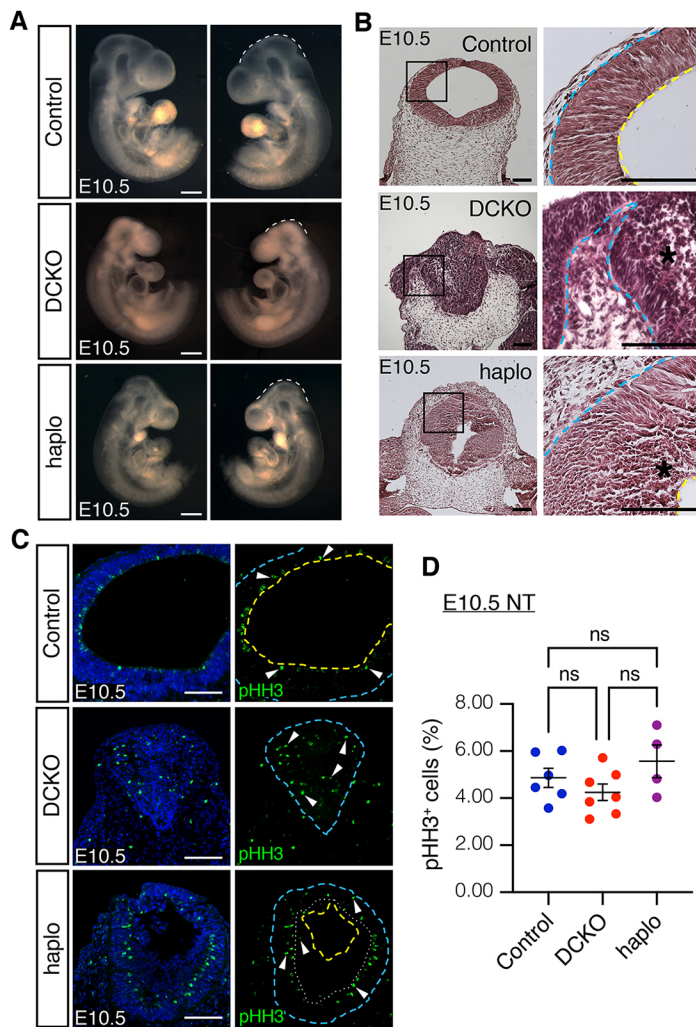 A
Control
E10.5
DCKO
E10.5
haplo
E10.5
B
E10.5
Control
*
E10.5
DCKO
*
E10.5
haplo
C
Control
E10.5
pHH3
DCKO
E10.5
pHH3
haplo
E10.5
pHH3
D
E10.5 NT
ns
ns
ns
pHH3+ cells (%)
8.00
6.00
4.00
2.00
0.00
Control
DCKO
haplo